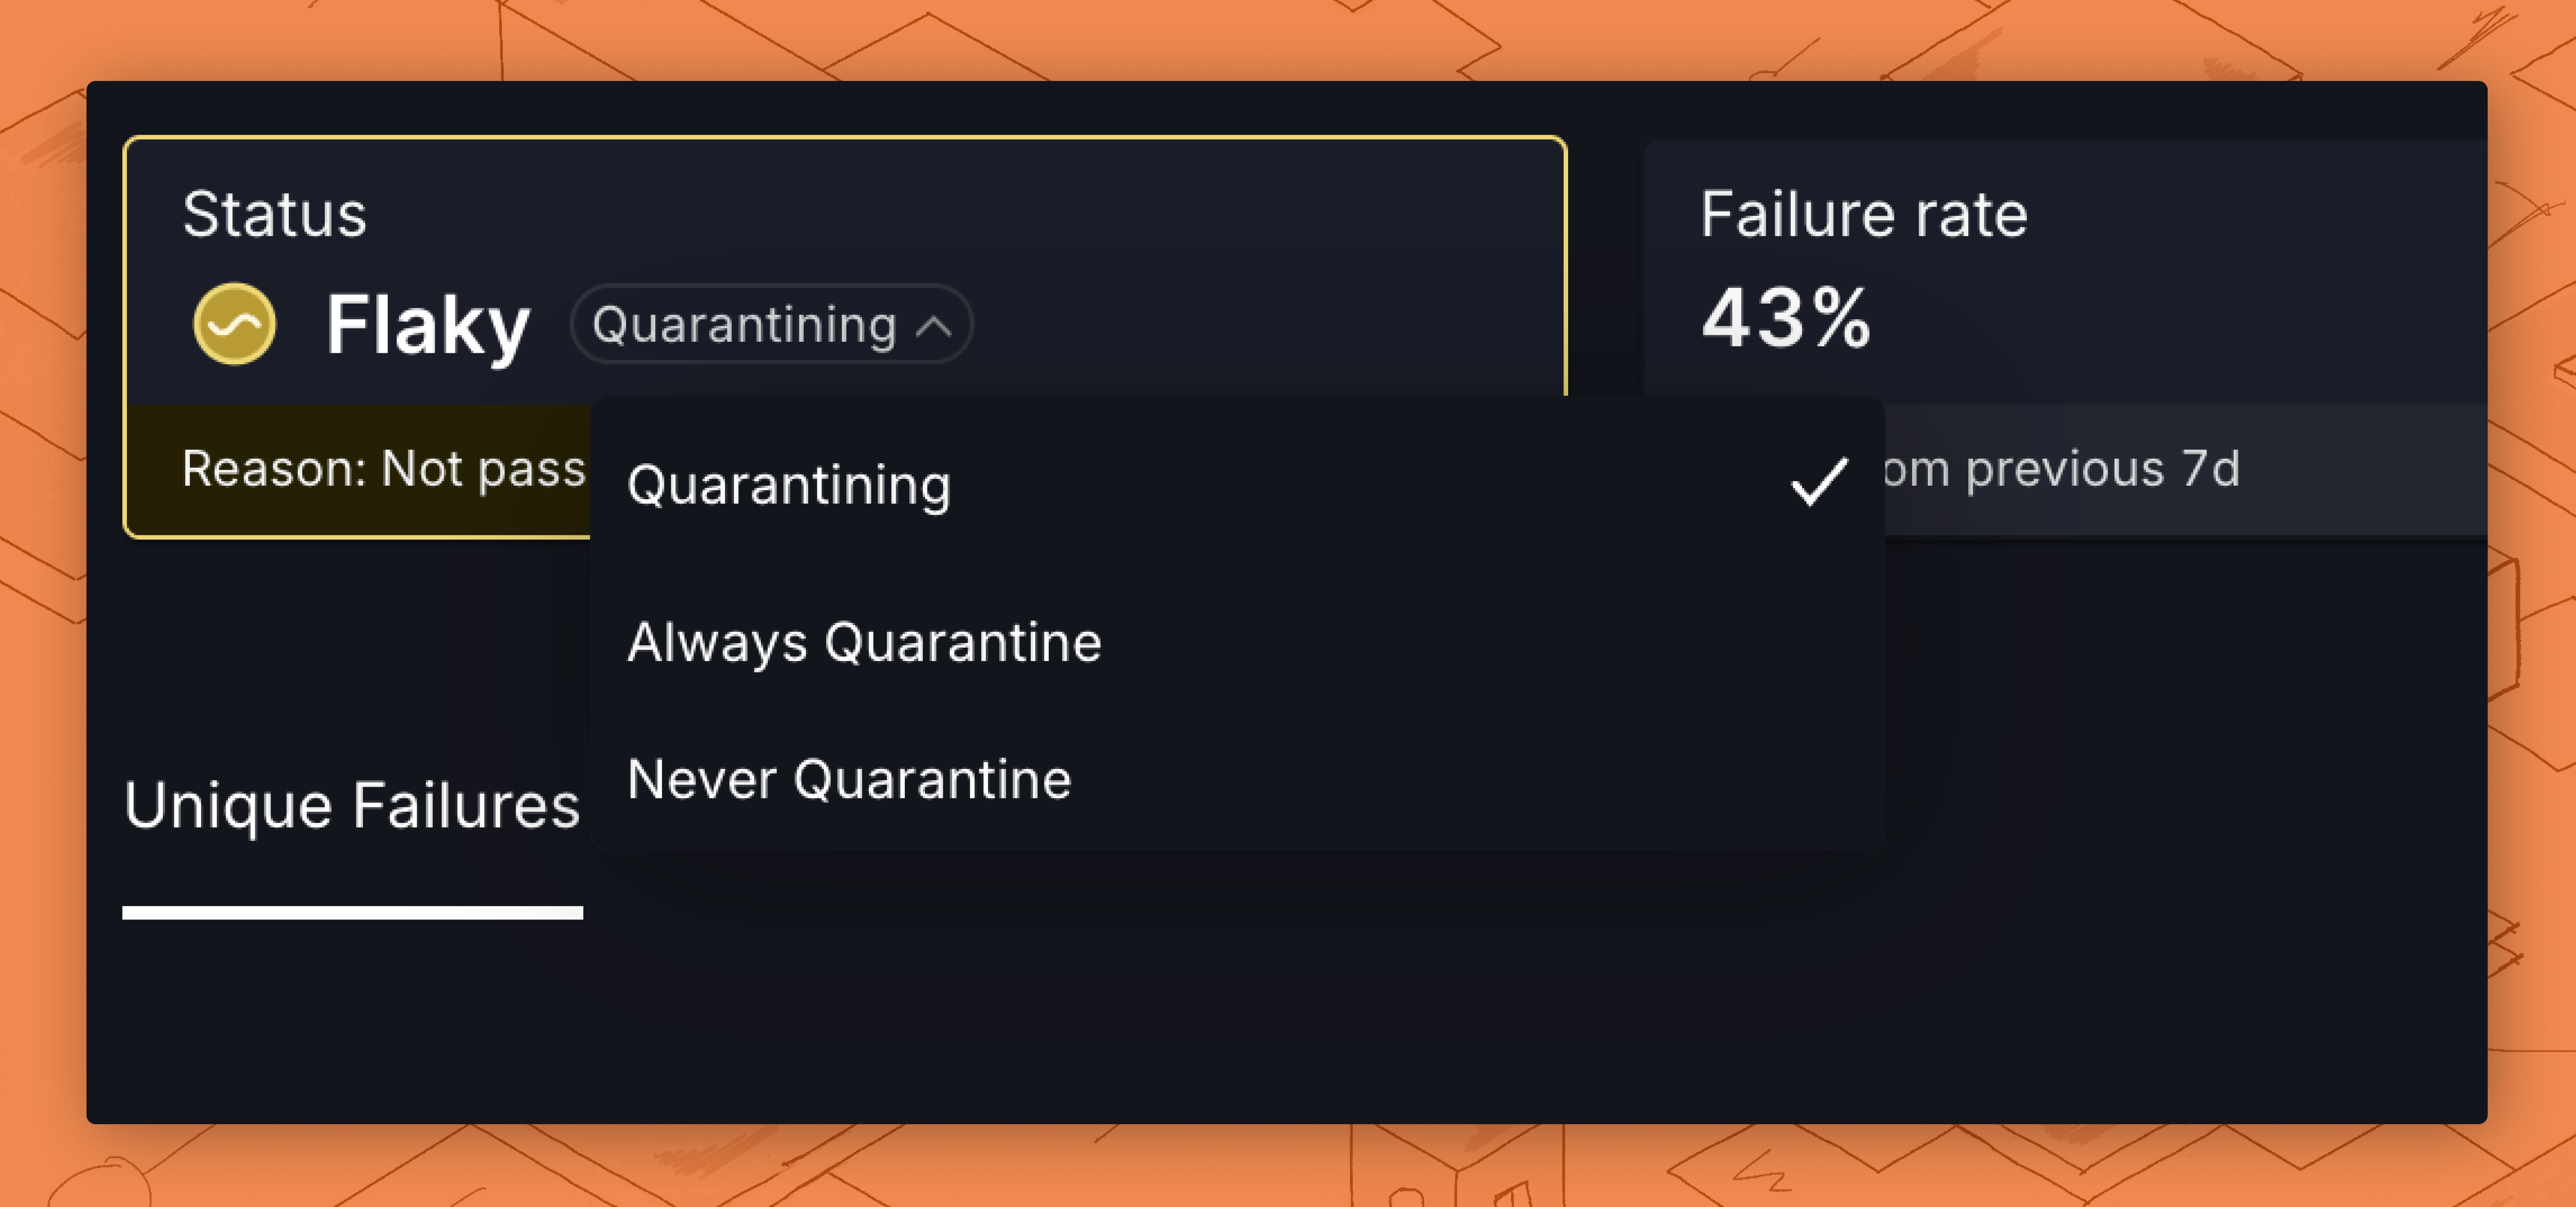 Status
Flaky Quarantining
Reason: Not pass
Failure rate
43%
om previous 7d
Quarantining
Always Quarantine
Never Quarantine
Unique Failures